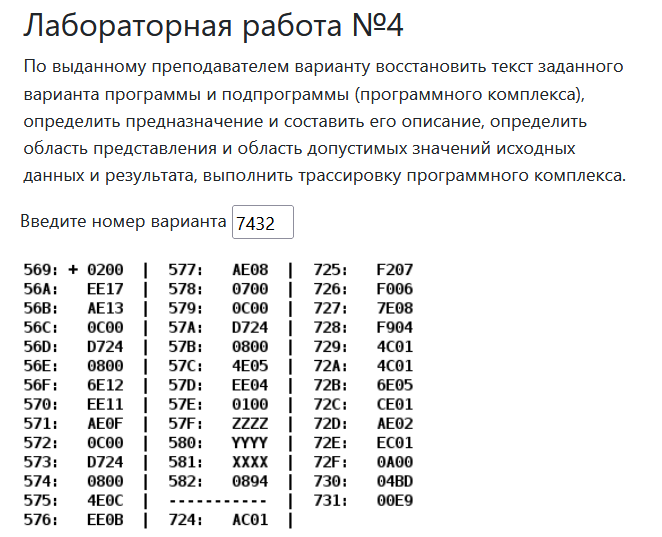 Лабораторная работа №4
По выданному преподавателем варианту восстановить текст заданного
варианта программы и подпрограммы (программного комплекса),
определить предназначение и составить его описание, определить
область представления и область допустимых значений исходных
данных и результата, выполнить трассировку программного комплекса.
Введите номер варианта 7432
569: + 0200 | 577: AE08 | 725: F207
56A: EE17 | 578: 0700 | 726: F006
56B: AE13 | 579: 0C00 | 727: 7E08
56C: 0C00 | 57A: D724 | 728: F904
56D: D724 | 57B: 0800 | 729: 4C01
56E: 0800 | 57C: 4E05 | 72A: 4C01
56F: 6E12 | 57D: EE04 | 72B: 6E05
570: EE11 | 57E: 0100 | 72C: CE01
571: AE0F | 57F: ZZZZ | 72D: AE02
572: 0C00 | 580: YYYY | 72E: EC01
573: D724 | 581: XXXX | 72F: 0A00
574: 0800 | 582: 0894 | 730: 04BD
575: 4E0C | ----------- | 731: 00E9
576: EE0B | 724: AC01 |